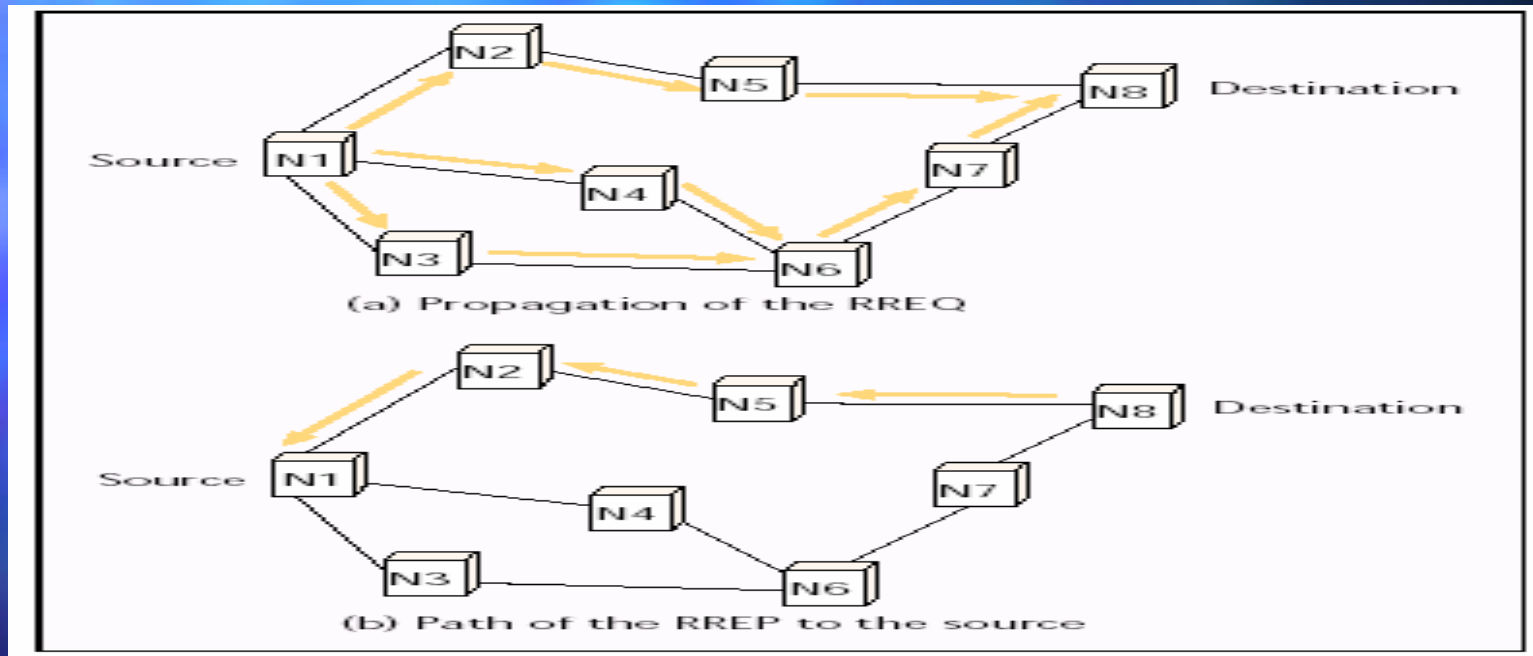 N2
N5
N8 Destination
Source N1
N7
N4
N3
N6
(a) Propagation of the RREQ
N2
N5
N8 Destination
Source N1
N7
N4
N3
N6
(b) Path of the RREP to the source